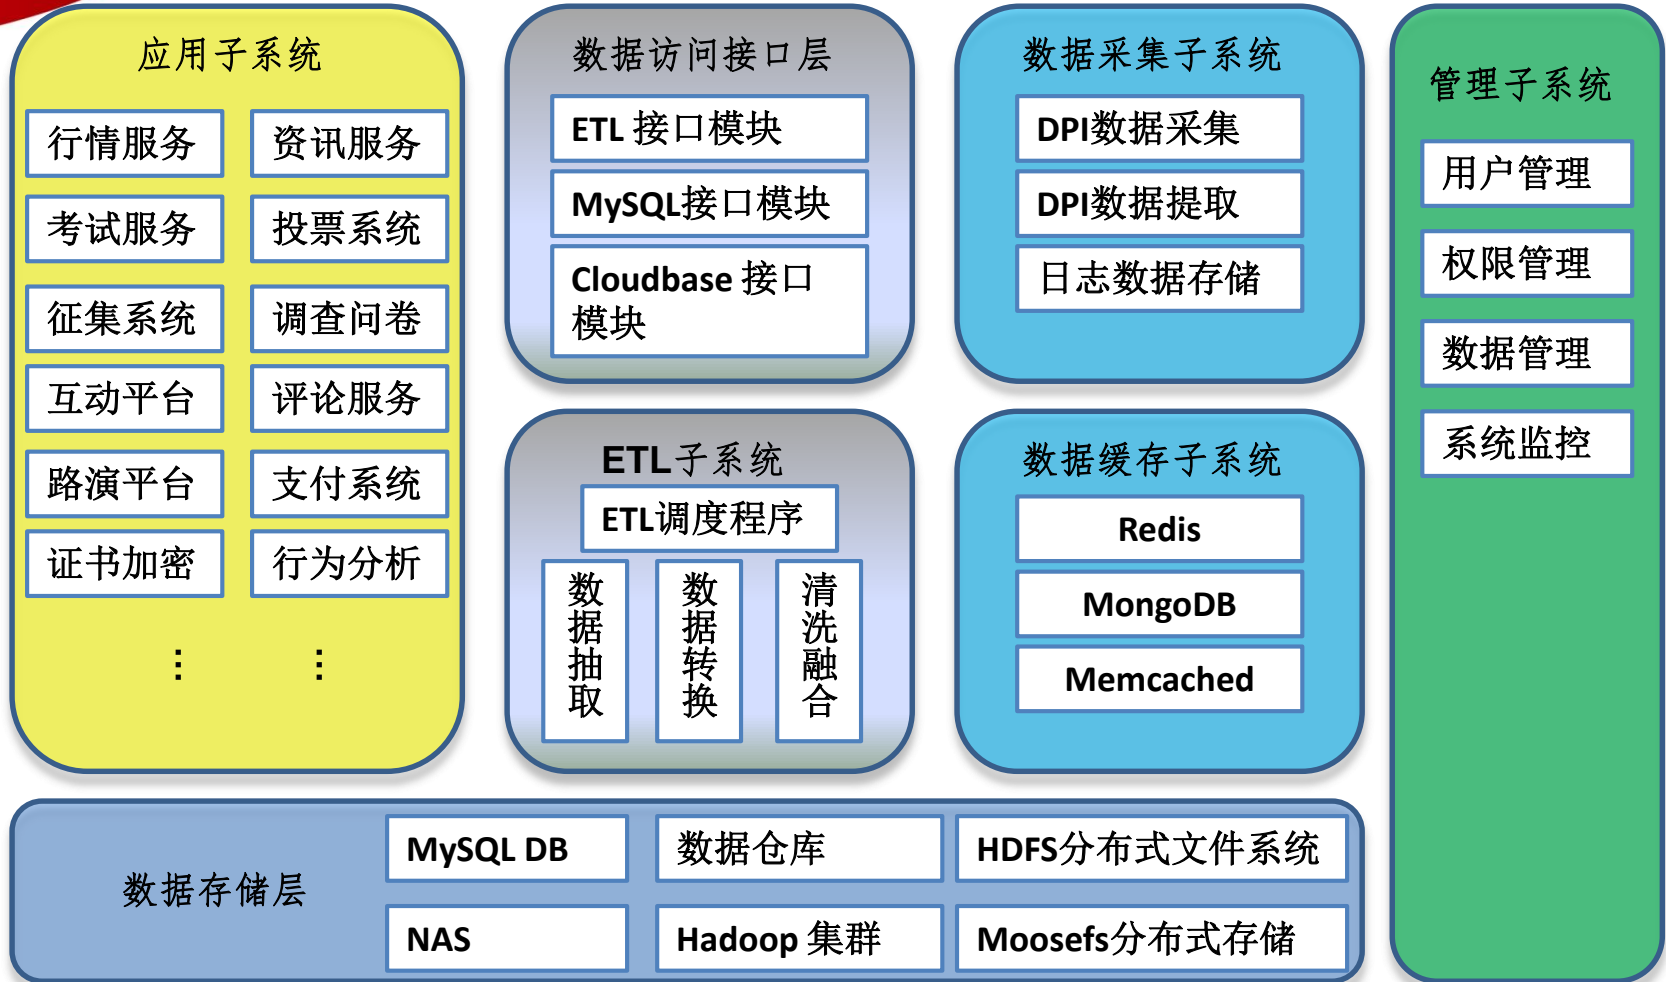 应用子系统
行情服务
资讯服务
考试服务
投票系统
征集系统
调查问卷
互动平台
评论服务
路演平台
支付系统
证书加密
行为分析
⋮
⋮
数据访问接口层
ETL 接口模块
MySQL接口模块
Cloudbase 接口
模块
数据采集子系统
DPI数据采集
DPI数据提取
日志数据存储
ETL子系统
ETL调度程序
数据抽取
数据转换
清洗融合
数据缓存子系统
Redis
MongoDB
Memcached
管理子系统
用户管理
权限管理
数据管理
系统监控
数据存储层
MySQL DB
数据仓库
HDFS分布式文件系统
NAS
Hadoop 集群
Moosefs分布式存储